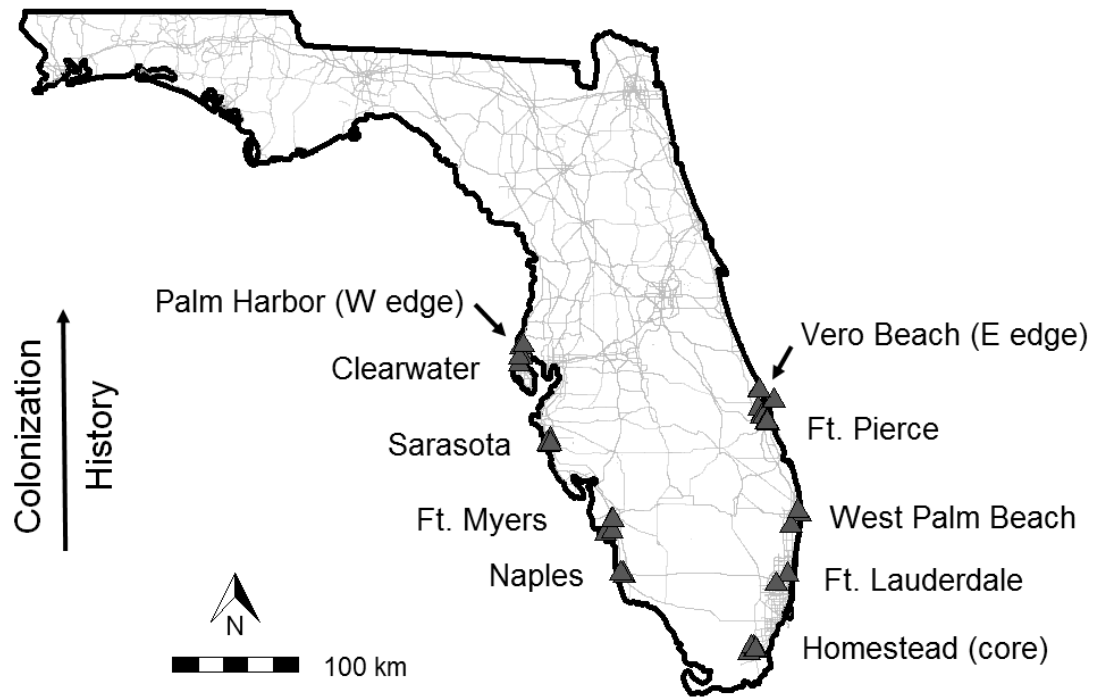 Palm Harbor (W edge)
Vero Beach (E edge)
Clearwater
Ft. Pierce
Sarasota
Colonization
History
Ft. Myers
West Palm Beach
Naples
Ft. Lauderdale
N
Homestead (core)
100 km